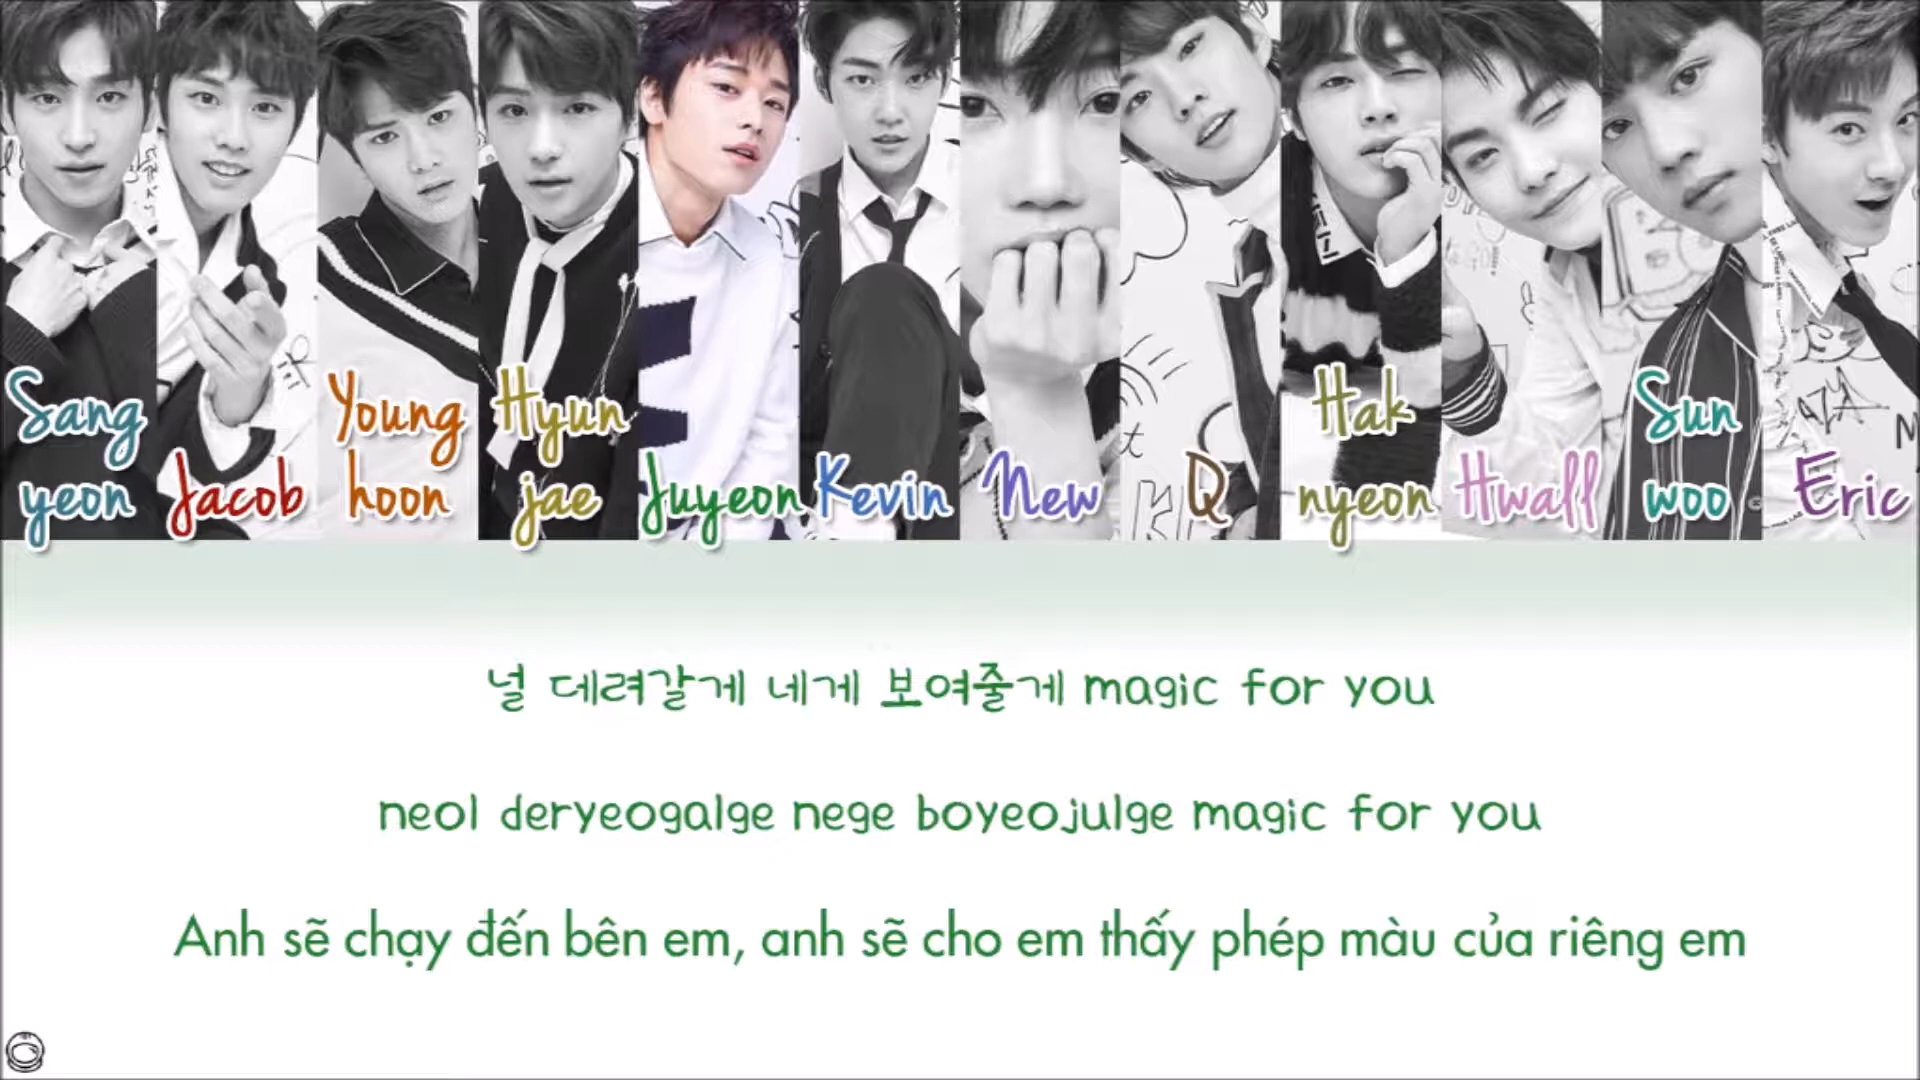 Sang
yeon
Jacob
Young
hoon
Hyun
jae
Juyeon
Kevin
New
Q
Hak
nyeon
Hwall
Sun
woo
Eric
널 데려갈게 네게 보여줄게 magic for you
neol deryeogalge nege boyeojulge magic for you
Anh sẽ chạy đến bên em, anh sẽ cho em thấy phép màu của riêng em